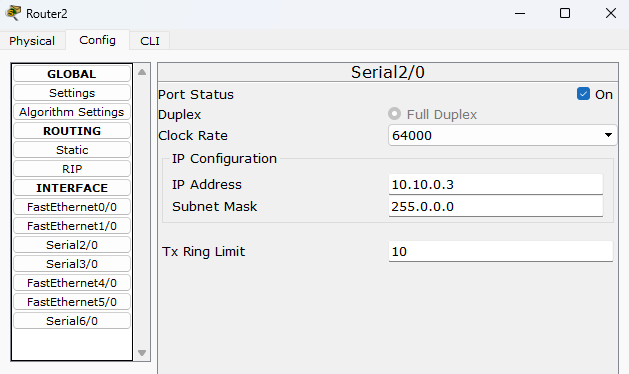 Router2
Physical Config CLI
GLOBAL
Settings
Algorithm Settings
ROUTING
Static
RIP
INTERFACE
FastEthernet0/0
FastEthernet1/0
Serial2/0
Serial3/0
FastEthernet4/0
FastEthernet5/0
Serial6/0
Serial2/0
Port Status On
Duplex Full Duplex
Clock Rate 64000
IP Configuration
IP Address 10.10.0.3
Subnet Mask 255.0.0.0
Tx Ring Limit 10